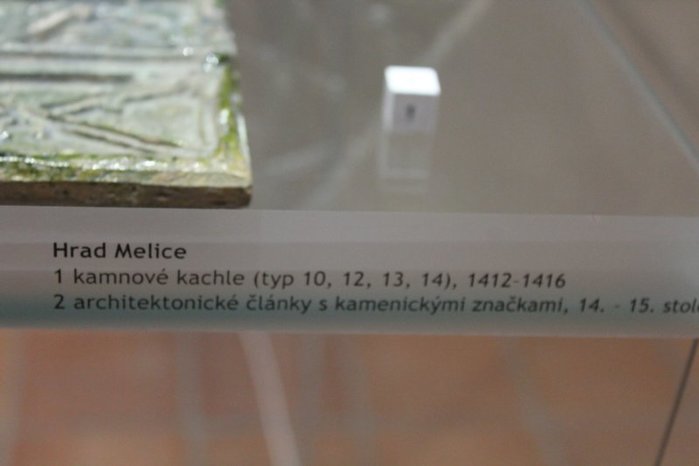 Hrad Melice
1 kamnové kachle (typ 10, 12, 13, 14), 1412-1416
2 architektonické články s kamenickými značkami, 14. - 15. stol